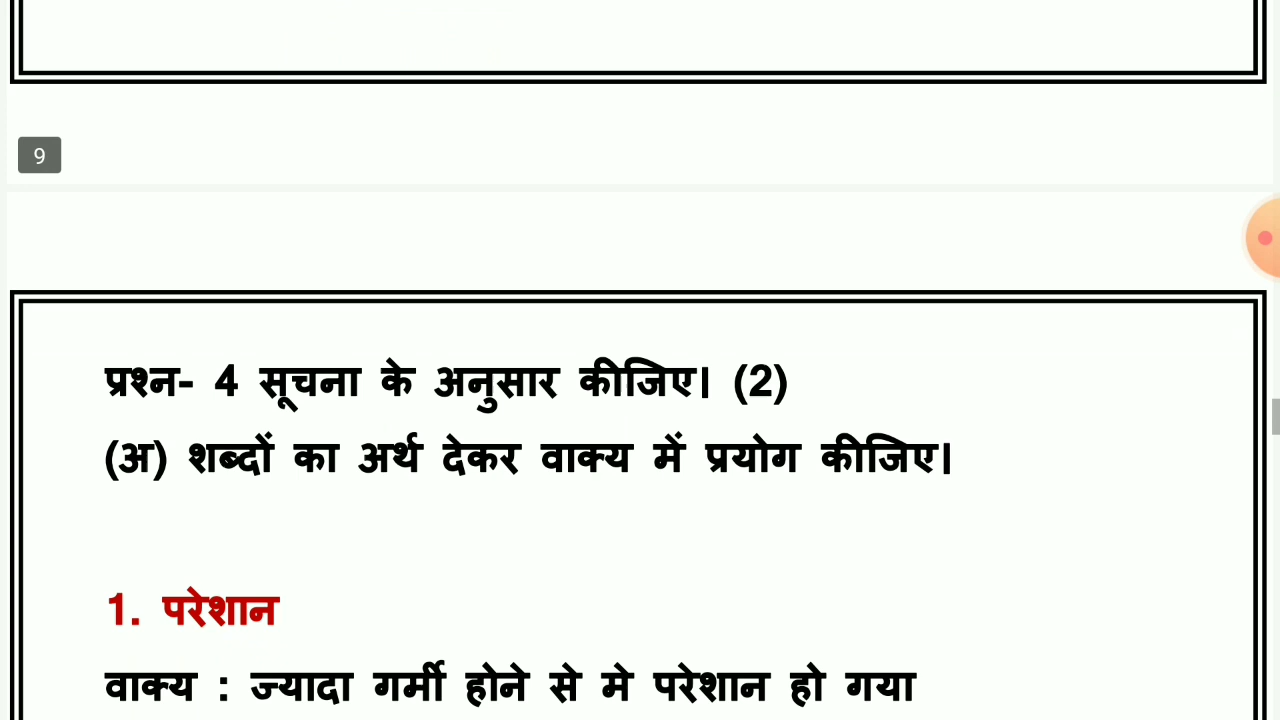 9
प्रश्न- 4 सूचना के अनुसार कीजिए। (2)
(अ) शब्दों का अर्थ देकर वाक्य में प्रयोग कीजिए।
1. परेशान
वाक्य : ज्यादा गर्मी होने से मे परेशान हो गया